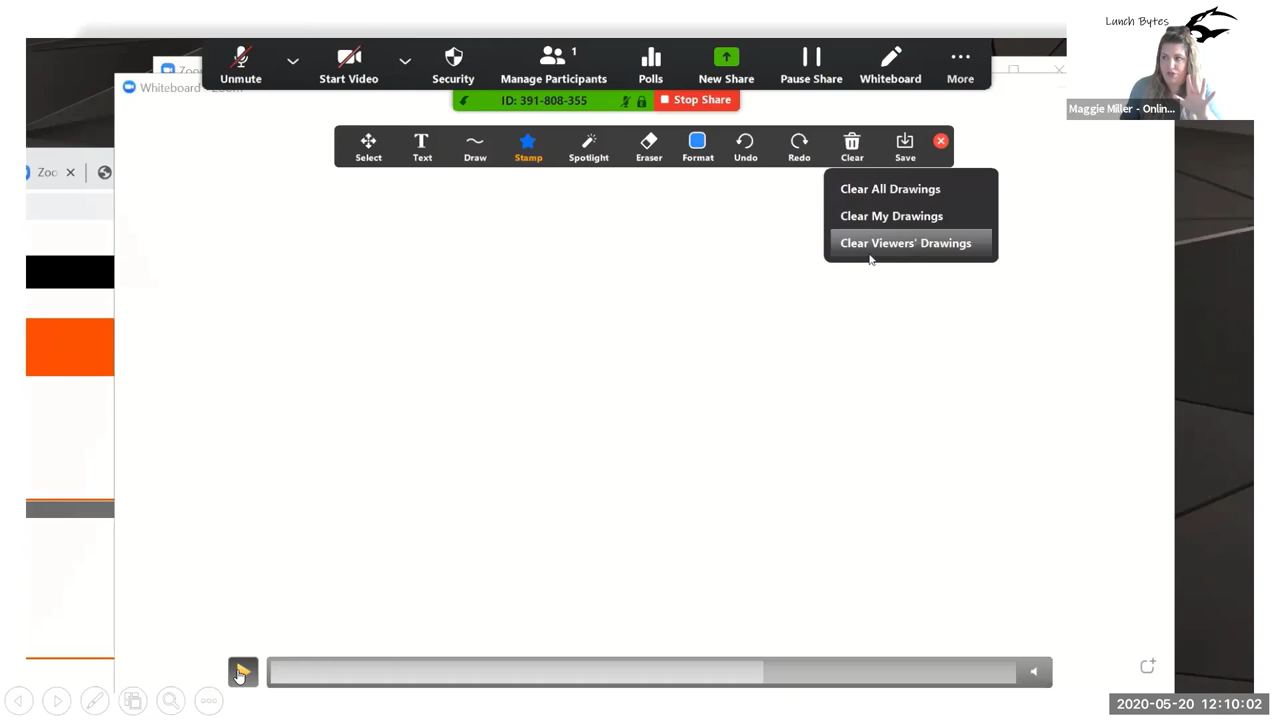 Lunch Bytes
Maggie Miller - Onlin...
Unmute
Start Video
Security
1
Manage Participants
Polls
New Share
Pause Share
Whiteboard
More
Whiteboard - Zoom
ID: 391-808-355
Stop Share
Zoo
Select
Text
Draw
Stamp
Spotlight
Eraser
Format
Undo
Redo
Clear
Save
Clear All Drawings
Clear My Drawings
Clear Viewers' Drawings
2020-05-20 12:10:02